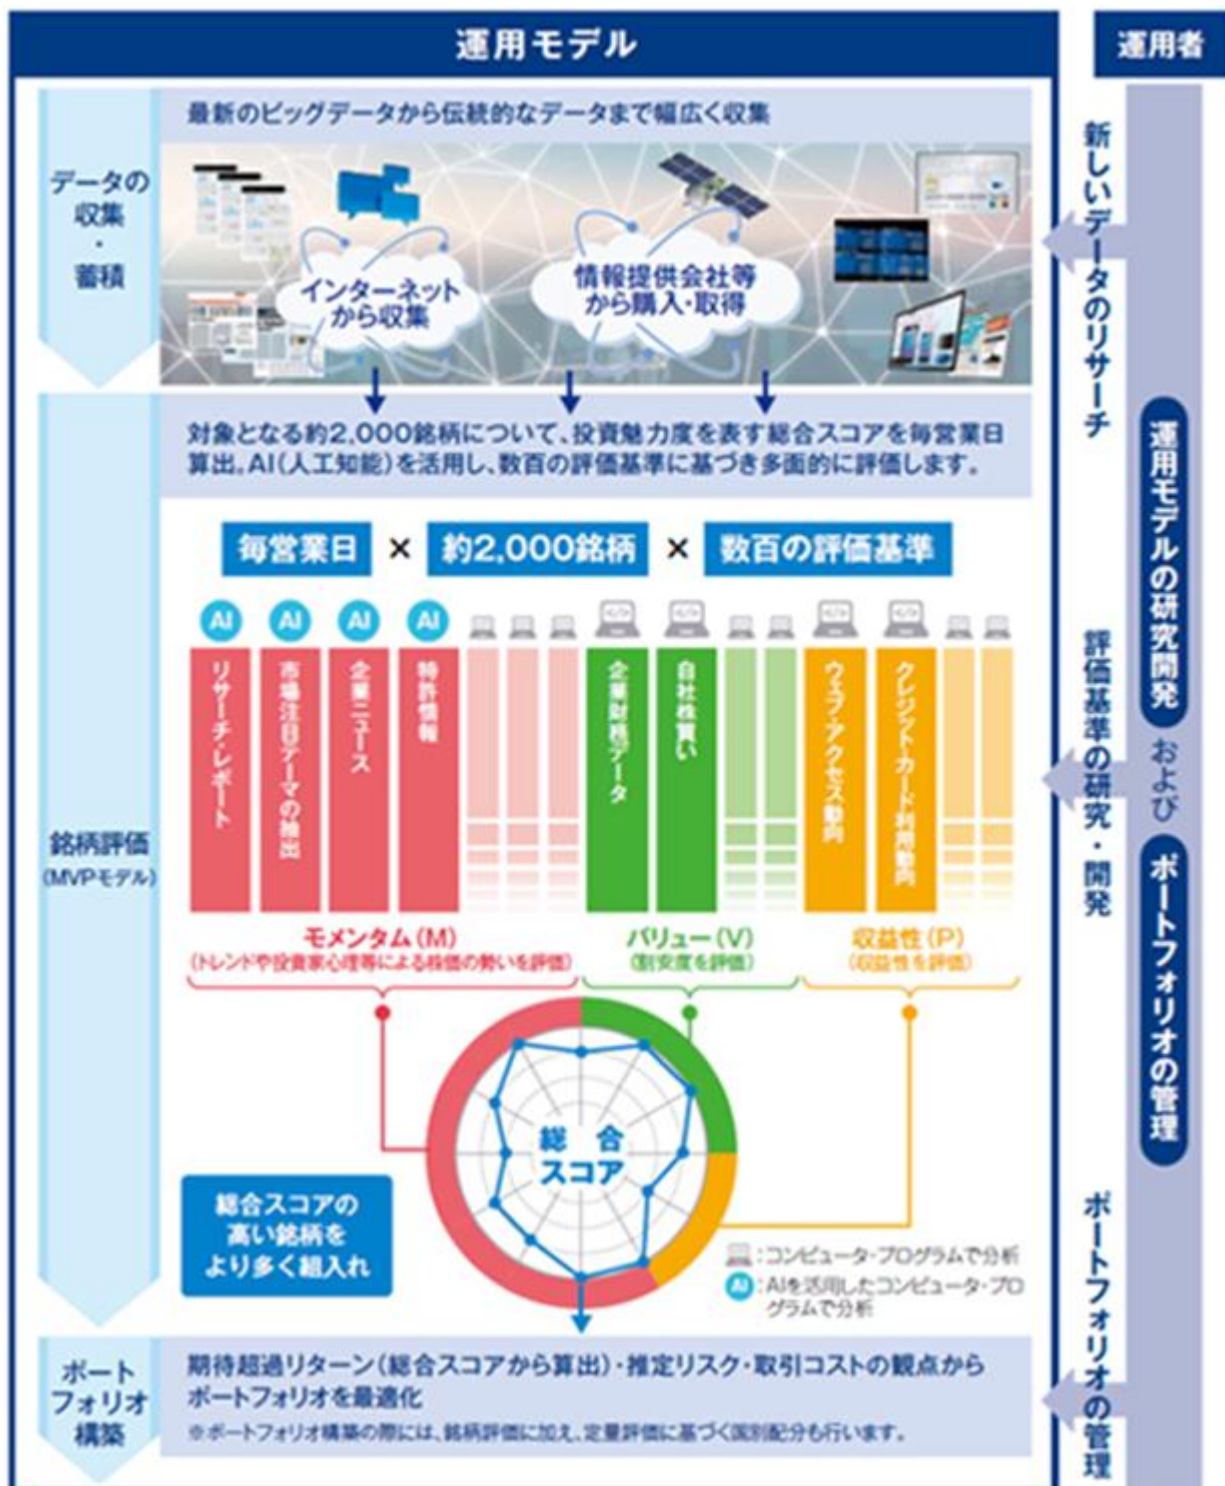 運用モデル
運用者
データの
収集
・
蓄積
最新のビッグデータから伝統的なデータまで幅広く収集
インターネット
から収集
情報提供会社等
から購入・取得
新しいデータのリサーチ
対象となる約2,000銘柄について、投資魅力度を表す総合スコアを毎営業日
算出。AI(人工知能)を活用し、数百の評価基準に基づき多面的に評価します。
毎営業日 × 約2,000銘柄 × 数百の評価基準
AI
AI
AI
AI
リサーチ・レポート
市場注目テーマの抽出
企業ニュース
特許情報
企業財務データ
自社株買い
ウェブ・アクセス動向
クレジット・カード利用動向
銘柄評価
(MVPモデル)
モメンタム(M)
(トレンドや投資家心理等による株価の勢いを評価)
バリュー(V)
(割安度を評価)
収益性(P)
(収益性を評価)
総合
スコア
総合スコアの
高い銘柄を
より多く組入れ
:コンピュータ・プログラムで分析
AI:AIを活用したコンピュータ・プロ
グラムで分析
評価基準の研究・開発
運用モデルの研究開発
および
ポートフォリオの管理
ポート
フォリオ
構築
期待超過リターン(総合スコアから算出)・推定リスク・取引コストの観点から
ポートフォリオを最適化
※ポートフォリオ構築の際には、銘柄評価に加え、定量評価に基づく国別配分も行います。
ポートフォリオの管理